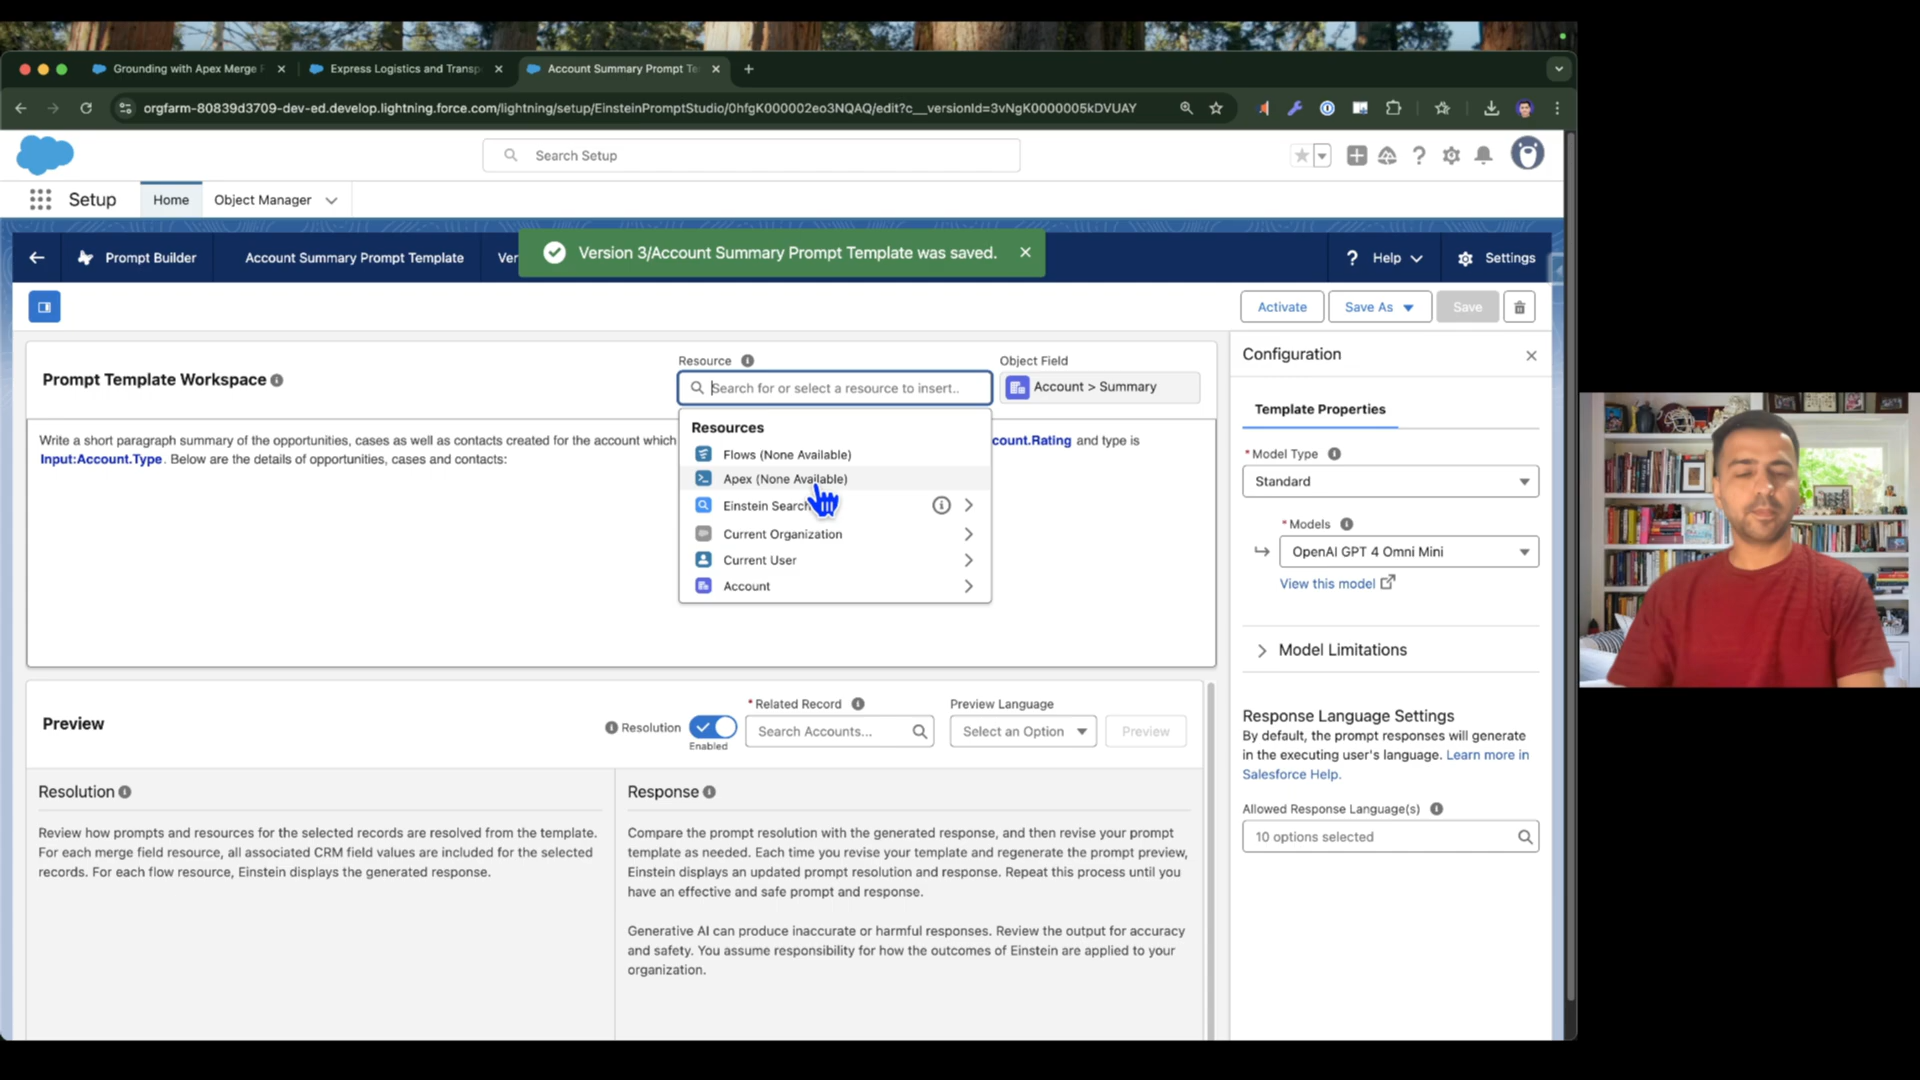 Grounding with Apex Merge F
Express Logistics and Transp
Account Summary Prompt Te
orgfarm-80839d3709-dev-ed.develop.lightning.force.com/lightning/setup/EinsteinPromptStudio/0hfgK000002eo3NQAQ/edit?c__versionId=3vNgK0000005kDVUAY
Search Setup
Setup
Home
Object Manager
Prompt Builder
Account Summary Prompt Template
Ver
Version 3/Account Summary Prompt Template was saved.
Help
Settings
Activate
Save As
Save
Prompt Template Workspace
Resource
Search for or select a resource to insert..
Object Field
Account > Summary
Write a short paragraph summary of the opportunities, cases as well as contacts created for the account which
count.Rating and type is
Input:Account.Type. Below are the details of opportunities, cases and contacts:
Resources
Flows (None Available)
Apex (None Available)
Einstein Search
Current Organization
Current User
Account
Preview
Resolution
Enabled
*Related Record
Search Accounts...
Preview Language
Select an Option
Preview
Resolution
Review how prompts and resources for the selected records are resolved from the template.
For each merge field resource, all associated CRM field values are included for the selected
records. For each flow resource, Einstein displays the generated response.
Response
Compare the prompt resolution with the generated response, and then revise your prompt
template as needed. Each time you revise your template and regenerate the prompt preview,
Einstein displays an updated prompt resolution and response. Repeat this process until you
have an effective and safe prompt and response.
Generative AI can produce inaccurate or harmful responses. Review the output for accuracy
and safety. You assume responsibility for how the outcomes of Einstein are applied to your
organization.
Configuration
Template Properties
*Model Type
Standard
*Models
OpenAI GPT 4 Omni Mini
View this model
Model Limitations
Response Language Settings
By default, the prompt responses will generate
in the executing user's language. Learn more in
Salesforce Help.
Allowed Response Language(s)
10 options selected